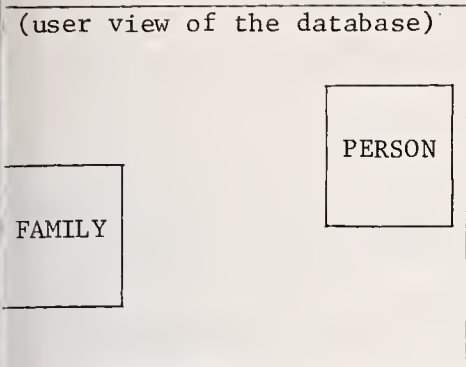 (user view of the database)
PERSON
FAMILY